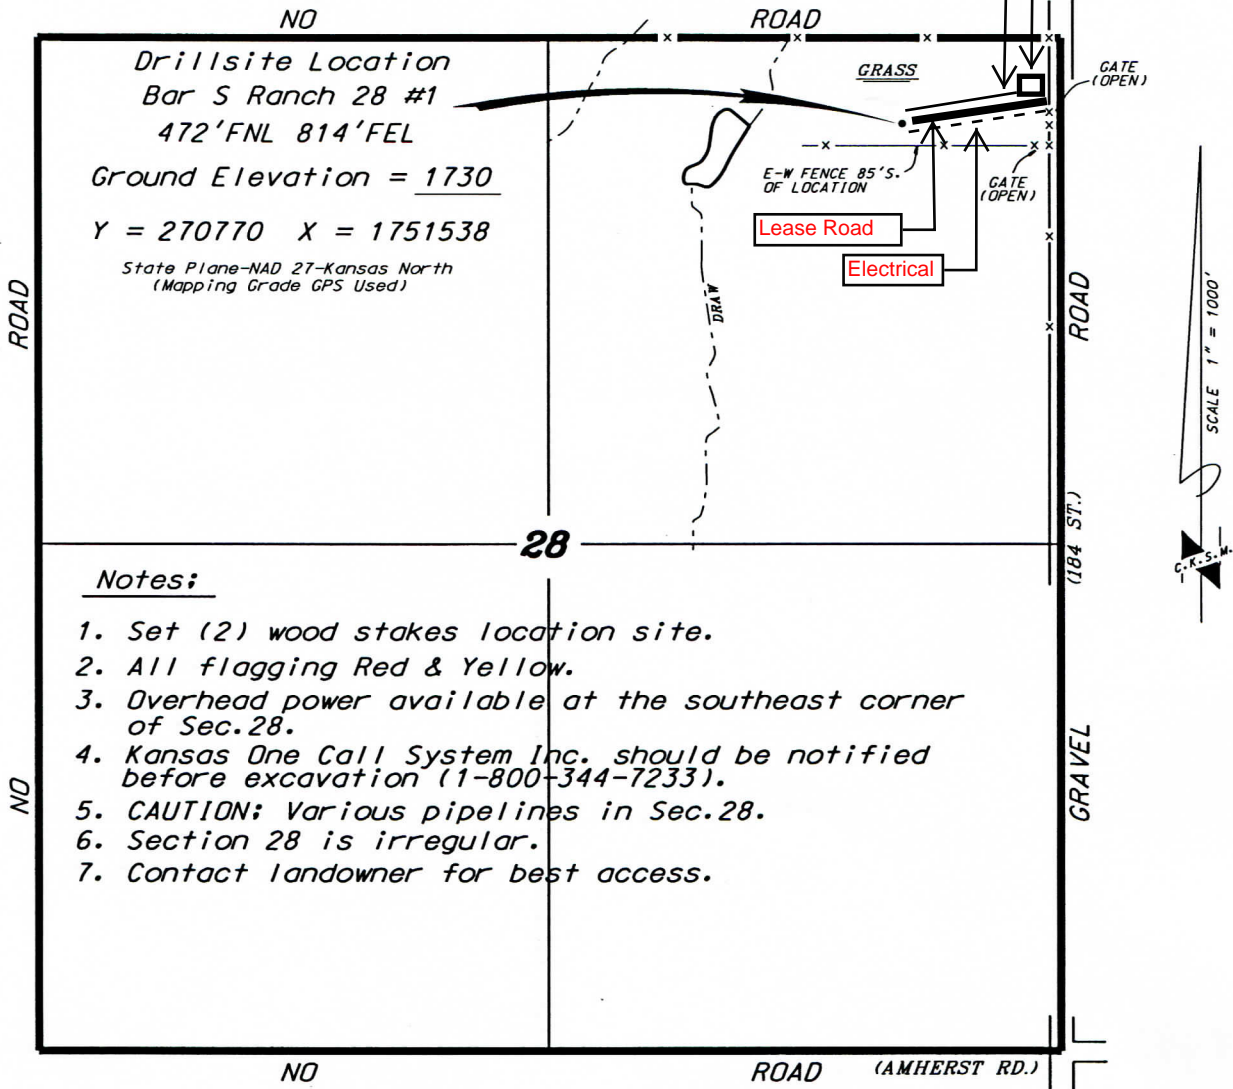 NO ROAD
Drillsite Location
Bar S Ranch 28 #1
472'FNL 814'FEL
Ground Elevation = 1730
Y = 270770 X = 1751538
State Plane-NAD 27-Kansas North
(Mapping Grade GPS Used)
GRASS
GATE
(OPEN)
E-W FENCE 85'S.
OF LOCATION
GATE
(OPEN)
Lease Road
Electrical
DRAW
ROAD
ROAD
SCALE 1" = 1000'
(184 ST.)
C.K.S.M.
28
Notes:
1. Set (2) wood stakes location site.
2. All flagging Red & Yellow.
3. Overhead power available at the southeast corner
of Sec.28.
4. Kansas One Call System Inc. should be notified
before excavation (1-800-344-7233).
5. CAUTION: Various pipelines in Sec.28.
6. Section 28 is irregular.
7. Contact landowner for best access.
NO
GRAVEL
NO ROAD (AMHERST RD.)